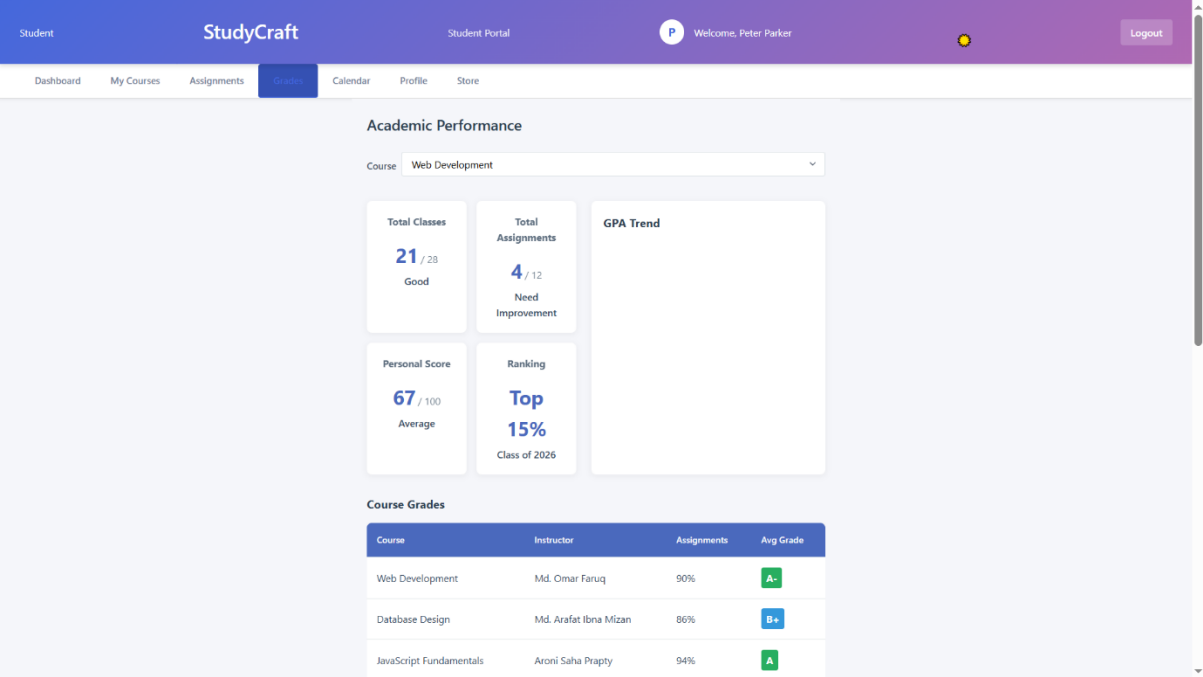 Student
StudyCraft
Student Portal
P
Welcome, Peter Parker
Logout
Dashboard
My Courses
Assignments
Grades
Calendar
Profile
Store
Academic Performance
Course
Web Development
Total Classes
21 / 28
Good
Total
Assignments
4 / 12
Need
Improvement
GPA Trend
Personal Score
67 / 100
Average
Ranking
Top
15%
Class of 2026
Course Grades
Course Instructor Assignments Avg Grade
Web Development Md. Omar Faruq 90% A-
Database Design Md. Arafat Ibna Mizan 86% B+
JavaScript Fundamentals Aroni Saha Prapty 94% A